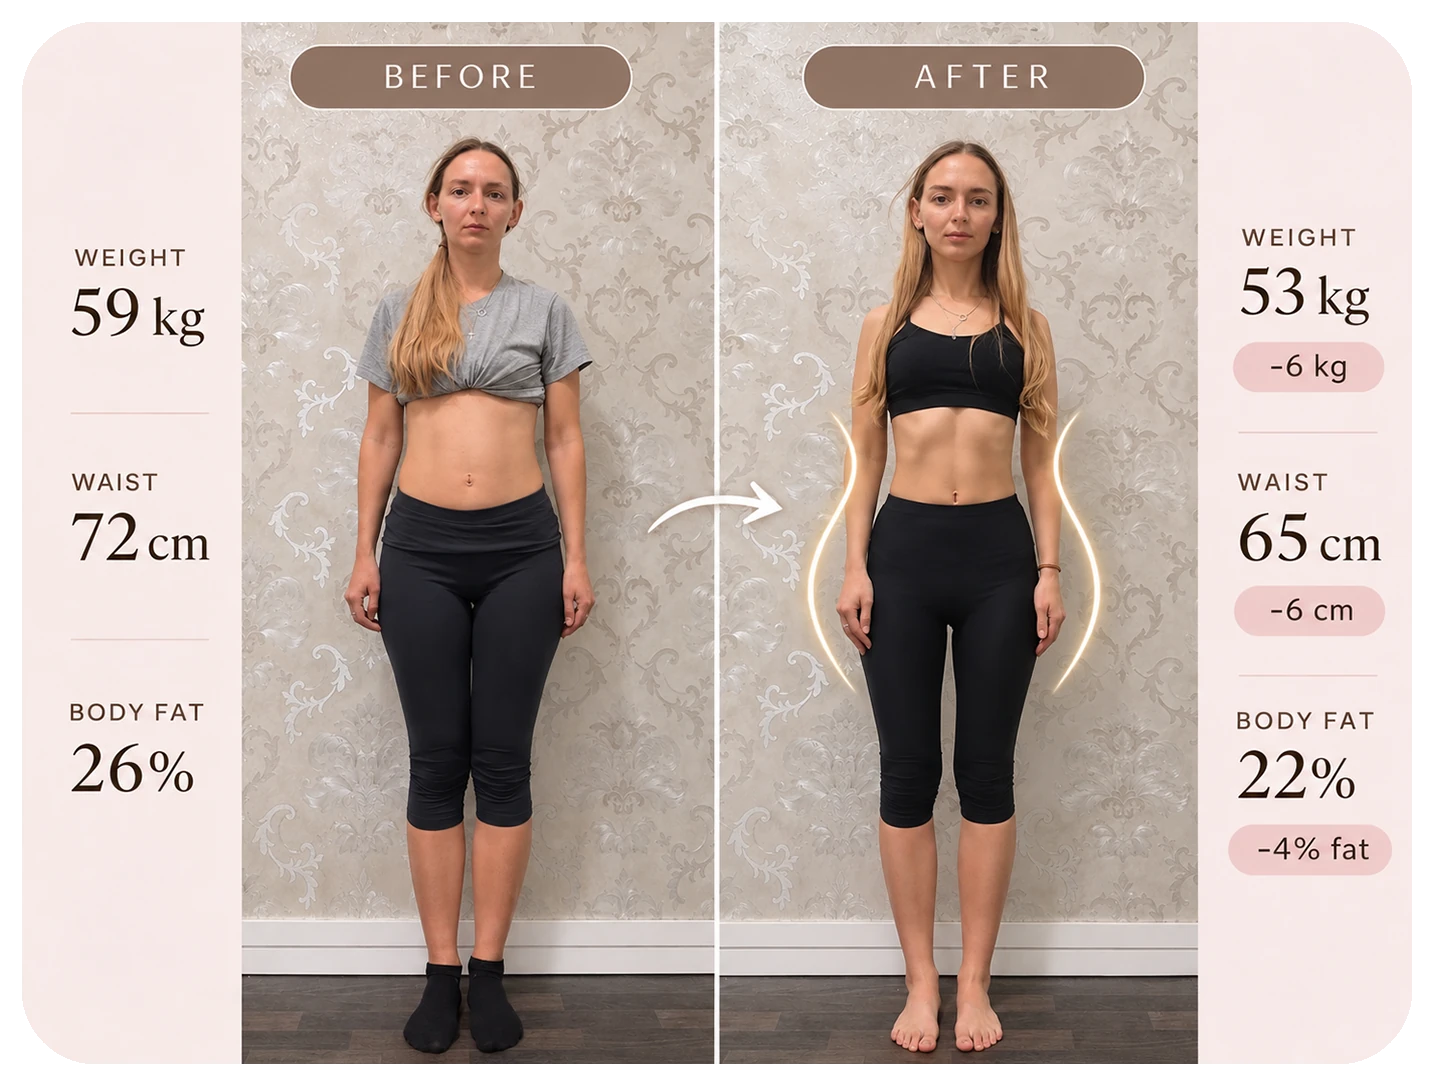 BEFORE
WEIGHT
59 kg
WAIST
72 cm
BODY FAT
26%
AFTER
WEIGHT
53 kg
-6 kg
WAIST
65 cm
-6 cm
BODY FAT
22%
-4% fat